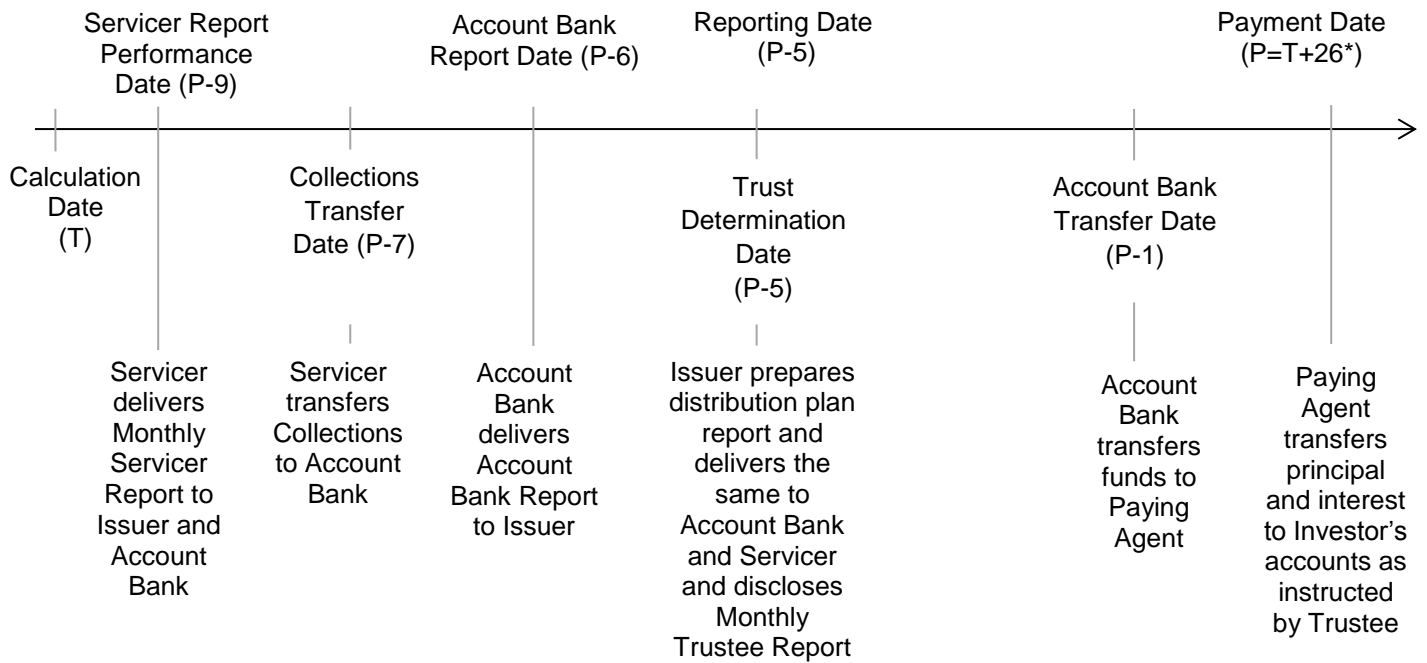 Servicer Report
Performance
Date (P-9)
Account Bank
Report Date (P-6)
Reporting Date
(P-5)
Payment Date
(P=T+26*)
Calculation
Date
(T)
Collections
Transfer
Date (P-7)
Trust
Determination
Date
(P-5)
Account Bank
Transfer Date
(P-1)
Servicer
delivers
Monthly
Servicer
Report to
Issuer and
Account
Bank
Servicer
transfers
Collections
to Account
Bank
Account
Bank
delivers
Account
Bank Report
to Issuer
Issuer prepares
distribution plan
report and
delivers the
same to
Account Bank
and Servicer
and discloses
Monthly
Trustee Report
Account
Bank
transfers
funds to
Paying
Agent
Paying
Agent
transfers
principal
and interest
to Investor's
accounts as
instructed
by Trustee